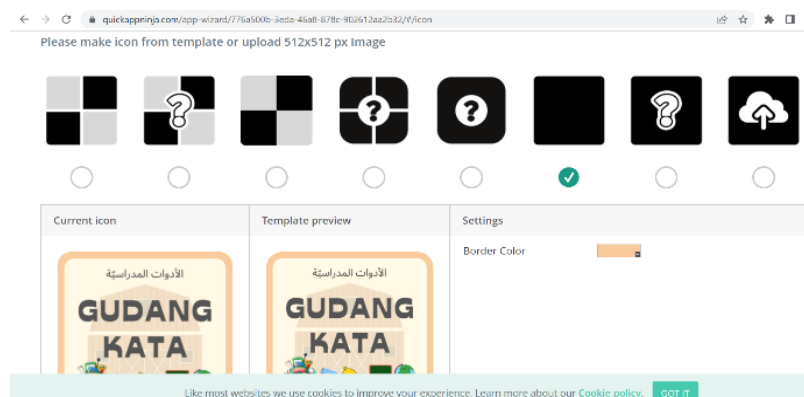 quickappninja.com/app-wizard/776a500b-3eda-46a8-878c-902612aa2b32/#/icon
Please make icon from template or upload 512x512 px image
? ? ? ?
Current icon Template preview Settings
Border Color
الأدوات المدراسيّة الأدوات المدراسيّة
GUDANG GUDANG
KATA KATA
Like most websites we use cookies to improve your experience. Learn more about our Cookie policy. GOT IT